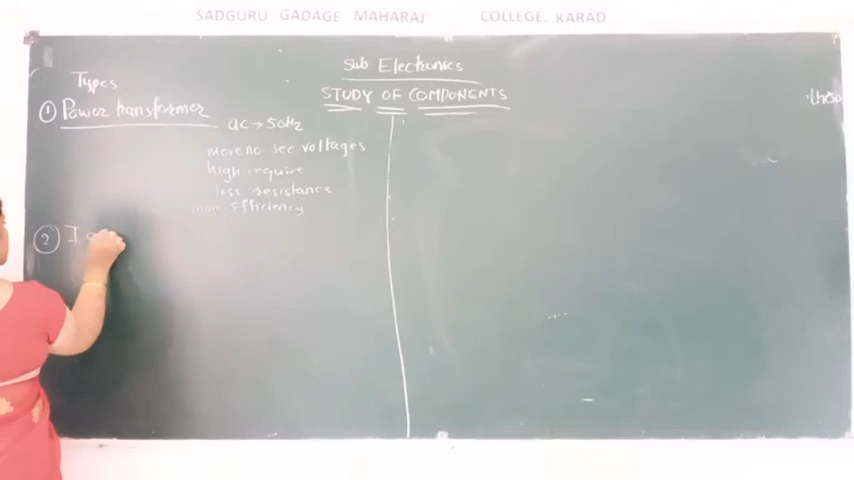 SADGURU GADAGE MAHARAJ COLLEGE. KARAD
Sub Electronics
STUDY OF COMPONENTS
Types
① Power transformer
ac → 50Hz
more no sec voltages
high require
less resistance
efficiency
② I